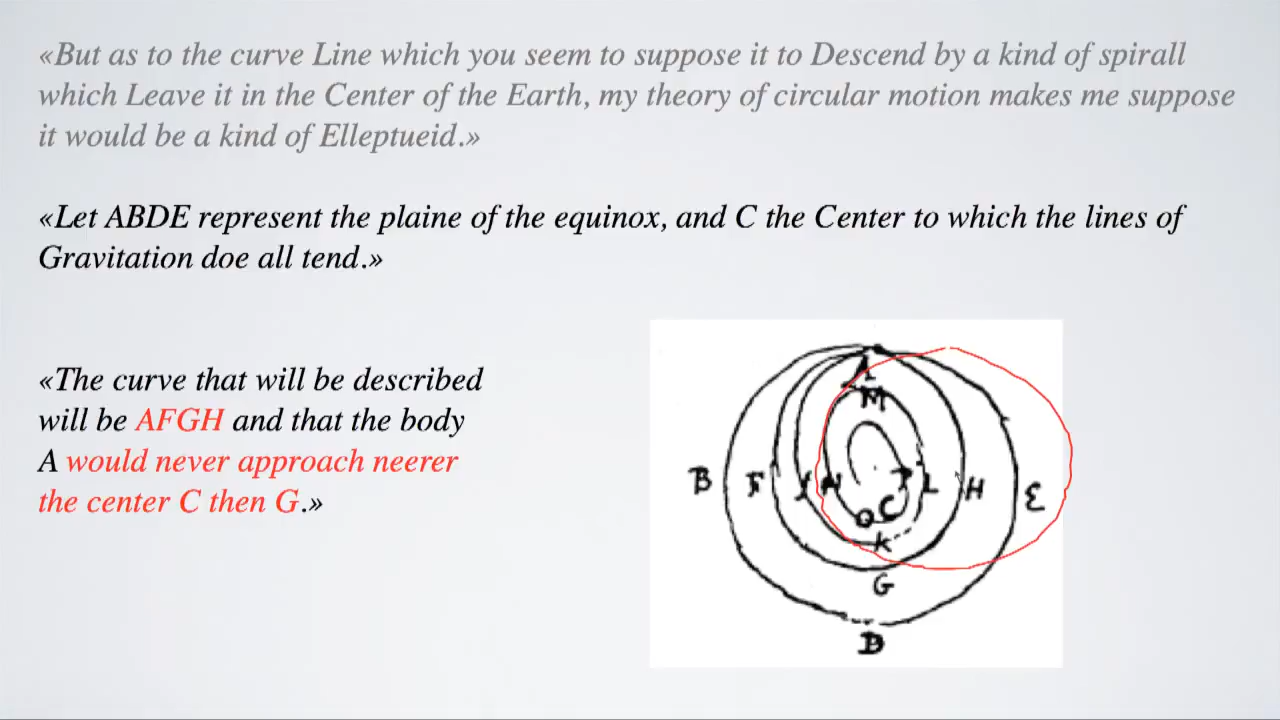 «But as to the curve Line which you seem to suppose it to Descend by a kind of spirall
which Leave it in the Center of the Earth, my theory of circular motion makes me suppose
it would be a kind of Elleptueid.»
«Let ABDE represent the plaine of the equinox, and C the Center to which the lines of
Gravitation doe all tend.»
«The curve that will be described
will be AFGH and that the body
A would never approach neerer
the center C then G.»
A
M
B F N P L H E
O C
K
G
D